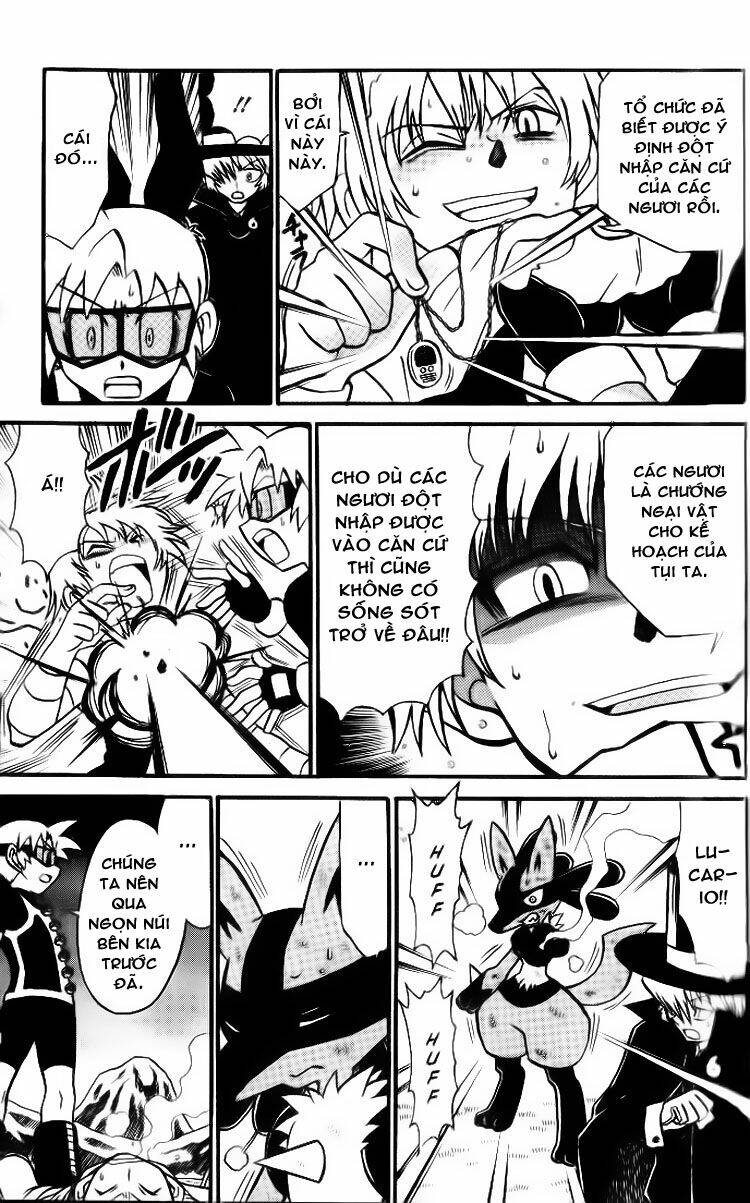 TỔ CHỨC ĐÃ
BIẾT ĐƯỢC Ý
ĐỊNH ĐỘT
NHẬP CĂN CỨ
CỦA CÁC
NGƯƠI RỒI.
BỞI
VÌ CÁI
NÀY
NÀY.
!!
CÁI
ĐÓ...
CÁC NGƯƠI
LÀ CHƯỚNG
NGẠI VẬT
CHO KẾ
HOẠCH CỦA
TỤI TA.
CHO DÙ CÁC
NGƯƠI ĐỘT
NHẬP ĐƯỢC
VÀO CĂN CỨ
THÌ CŨNG
KHÔNG CÓ
SỐNG SÓT
TRỞ VỀ ĐÂU!!
Á!!
LU-
CAR-
IO!!
HUFF
HUFF
...
...
CHÚNG
TA NÊN
QUA
NGỌN NÚI
BÊN KIA
TRƯỚC
ĐÃ.